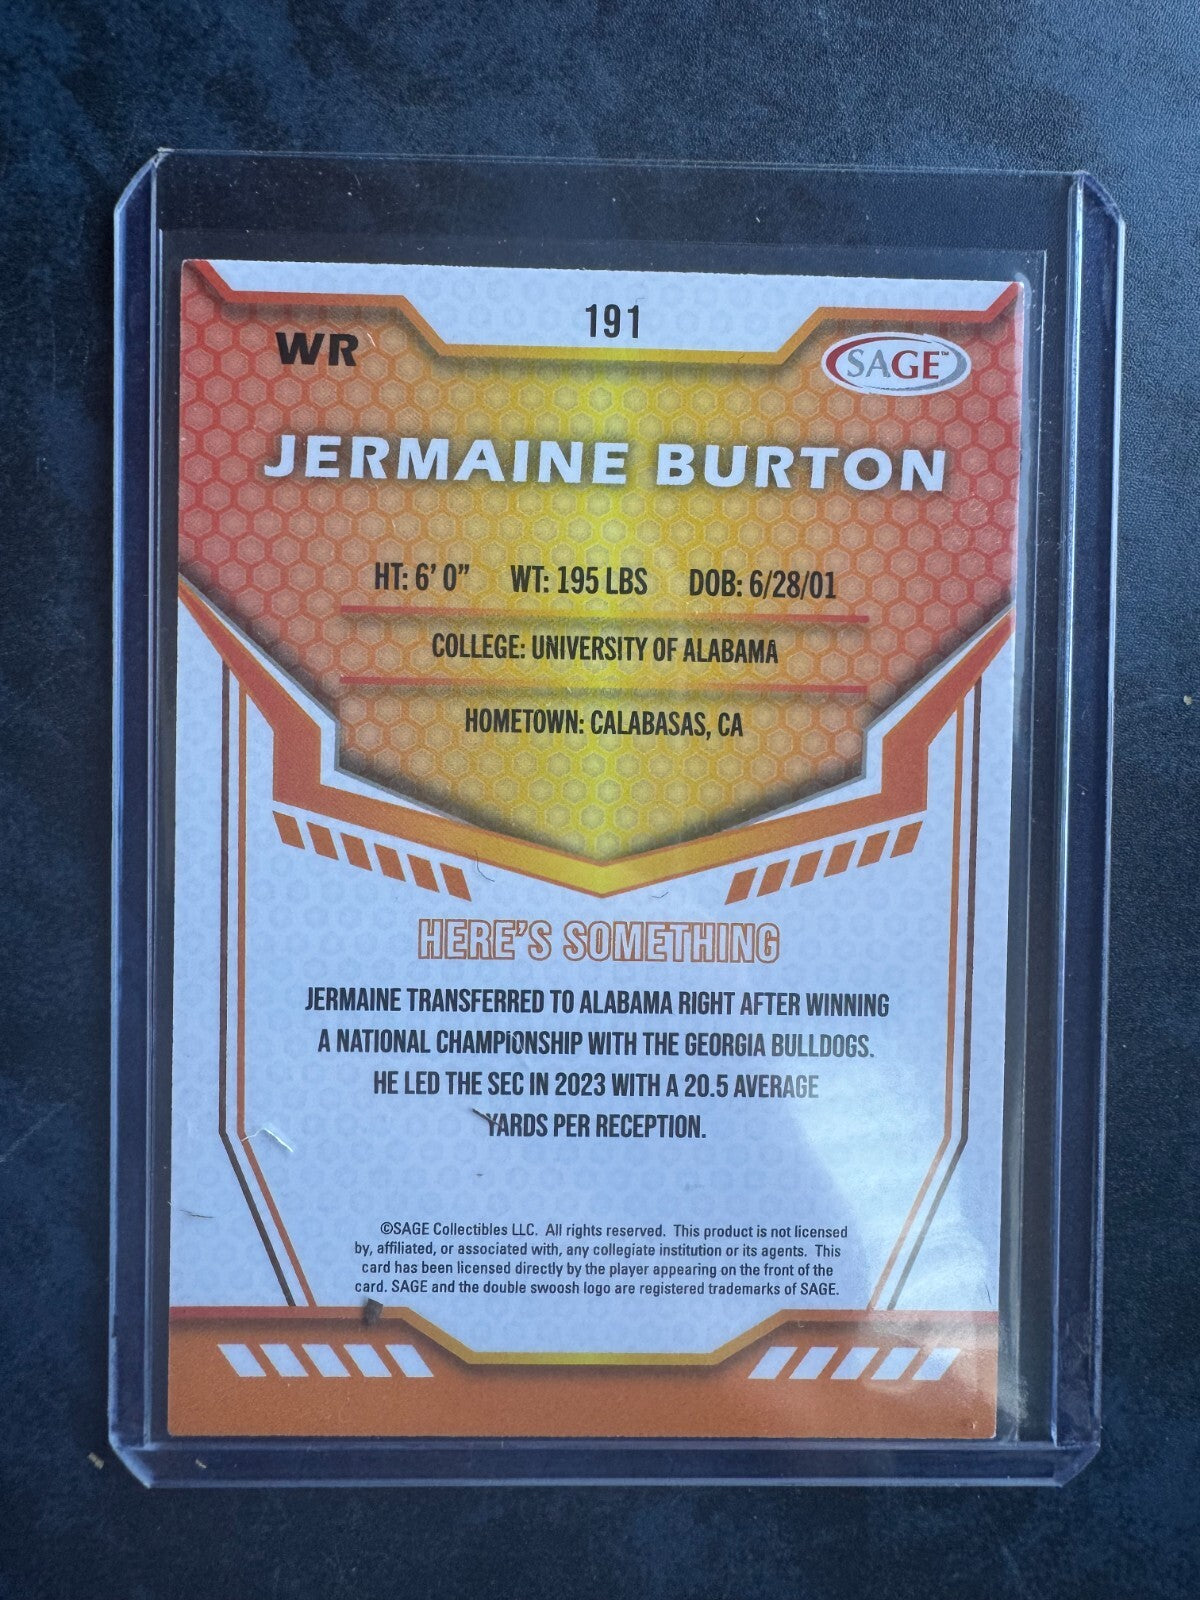 191
WR
SAGE™
JERMAINE BURTON
HT: 6' 0" WT: 195 LBS DOB: 6/28/01
COLLEGE: UNIVERSITY OF ALABAMA
HOMETOWN: CALABASAS, CA
HERE'S SOMETHING
JERMAINE TRANSFERRED TO ALABAMA RIGHT AFTER WINNING
A NATIONAL CHAMPIONSHIP WITH THE GEORGIA BULLDOGS.
HE LED THE SEC IN 2023 WITH A 20.5 AVERAGE
YARDS PER RECEPTION.
©SAGE Collectibles LLC. All rights reserved. This product is not licensed
by, affiliated, or associated with, any collegiate institution or its agents. This
card has been licensed directly by the player appearing on the front of the
card. SAGE and the double swoosh logo are registered trademarks of SAGE.